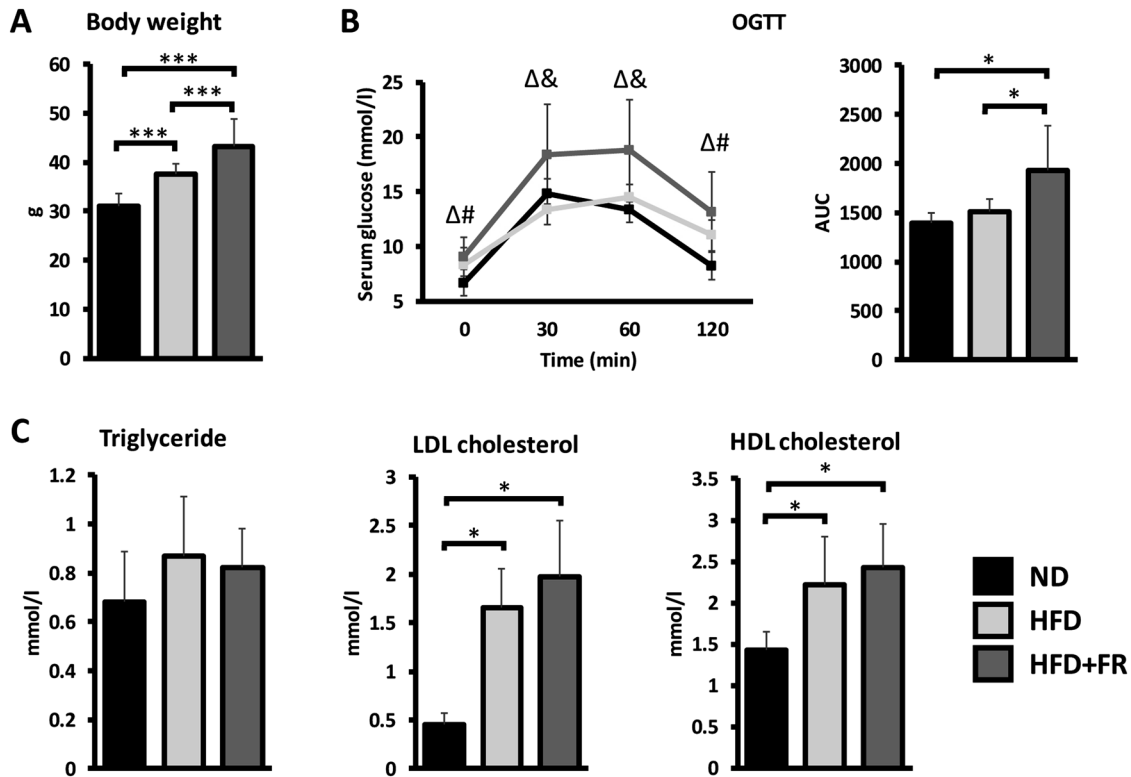 A
Body weight
***
***
***
60
50
40
30
20
10
0
g
B
OGTT
Serum glucose (mmol/l)
25
20
15
10
5
Δ#
Δ&
Δ&
Δ#
0
30
60
120
Time (min)
AUC
3000
2500
2000
1500
1000
500
0
*
*
C
Triglyceride
mmol/l
1.2
1
0.8
0.6
0.4
0.2
0
LDL cholesterol
mmol/l
3
2.5
2
1.5
1
0.5
0
*
*
HDL cholesterol
mmol/l
3.5
3
2.5
2
1.5
1
0.5
0
*
*
ND
HFD
HFD+FR